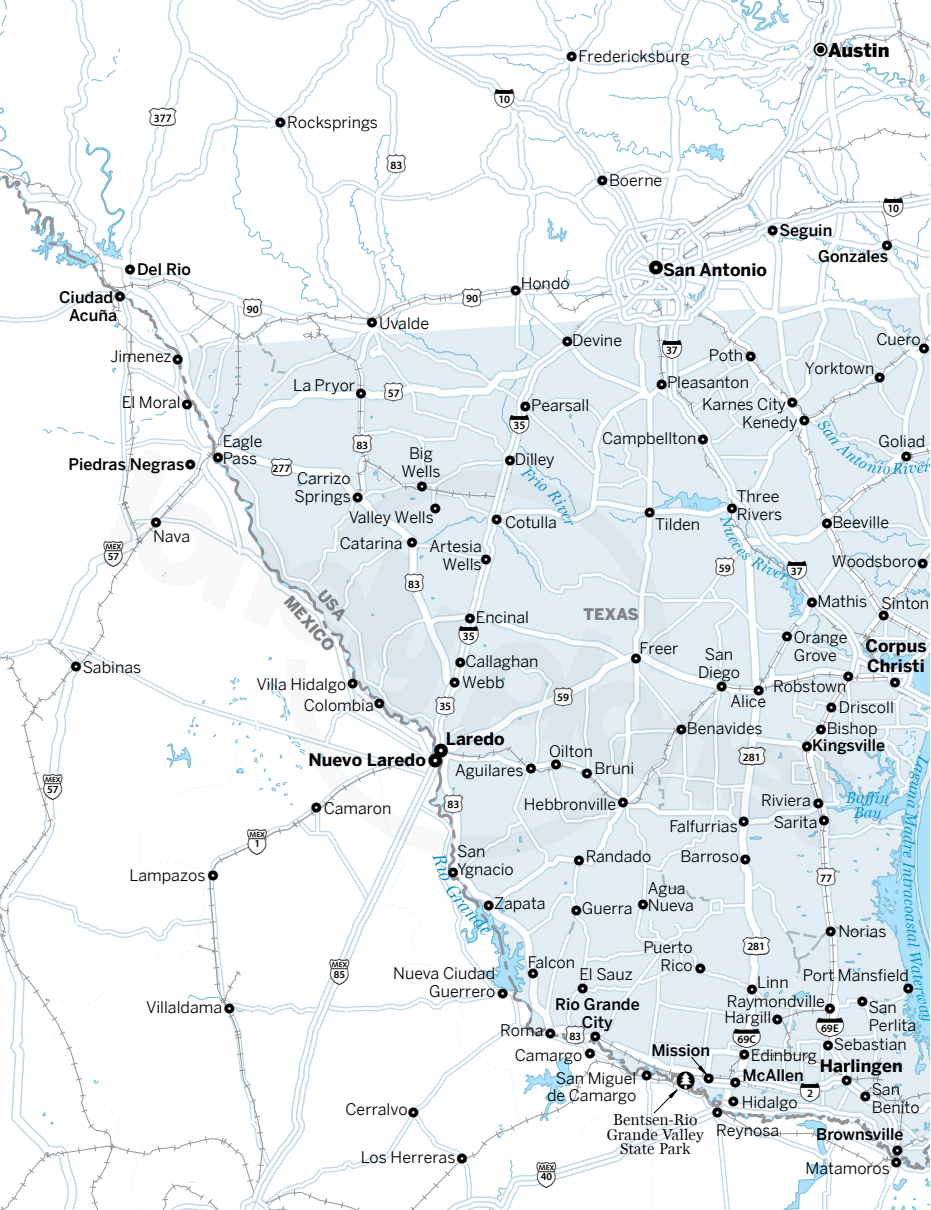 Austin
Fredericksburg
10
377
Rocksprings
83
Boerne
10
Seguin
Gonzales
Del Rio
San Antonio
Ciudad
Acuña
Hondo
90
90
Uvalde
Devine
37
Cuero
Jimenez
Poth
Yorktown
La Pryor
57
Pleasanton
El Moral
Pearsall
Karnes City
Kenedy
35
San Antonio River
Eagle
Pass
83
Campbellton
Goliad
Piedras Negras
277
Big
Wells
Dilley
Frio River
Carrizo
Springs
Valley Wells
Three
Rivers
Nava
Cotulla
Tilden
Beeville
Catarina
Artesia
Wells
Nueces River
MEX
57
83
59
37
Woodsboro
USA
MEXICO
TEXAS
Mathis
Sinton
Encinal
35
Orange
Grove
Corpus
Christi
Sabinas
Callaghan
Freer
San
Diego
Webb
Villa Hidalgo
59
Alice
Robstown
Colombia
35
Driscoll
Benavides
Bishop
Laredo
Kingsville
Nuevo Laredo
Oilton
281
Aguilares
Bruni
Laguna Madre Intracoastal Waterway
MEX
57
83
Camaron
Hebbronville
Riviera
Baffin
Bay
Sarita
MEX
1
Falfurrias
San
Ygnacio
Randado
Barroso
Lampazos
Rio Grande
77
Zapata
Guerra
Agua
Nueva
Norias
Puerto
Rico
281
MEX
85
Falcon
Nueva Ciudad
Guerrero
El Sauz
Linn
Port Mansfield
Villaldama
Rio Grande
City
Raymondville
San
Perlita
Hargill
Roma
83
69C
69E
Camargo
Mission
Edinburg
Sebastian
San Miguel
de Camargo
McAllen
Harlingen
2
San
Benito
Hidalgo
Cerralvo
Bentsen-Rio
Grande Valley
State Park
Reynosa
Brownsville
Los Herreras
Matamoros
MEX
40